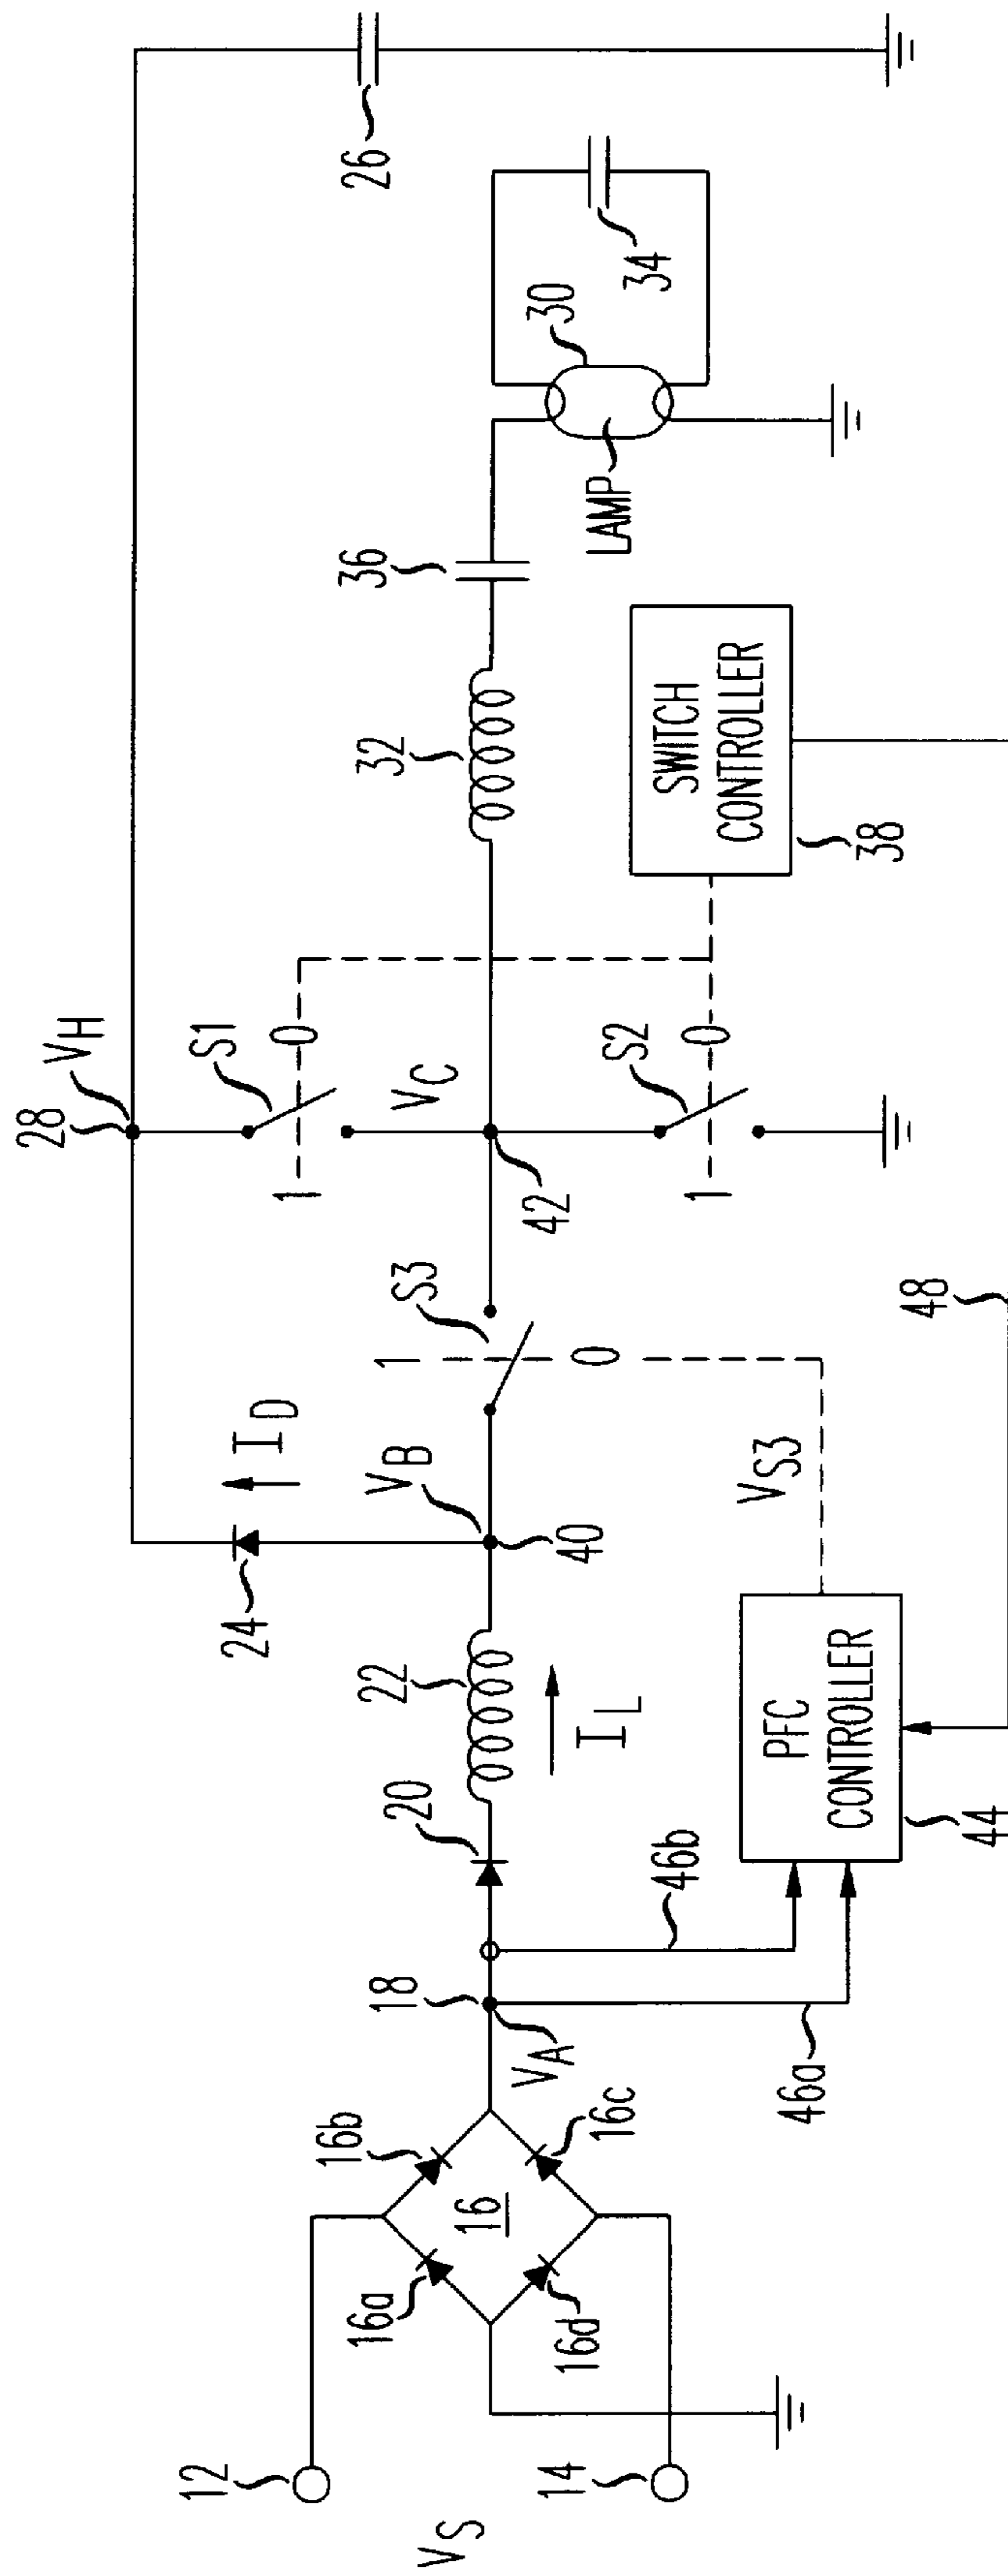 VS
12
14
16a
16b
16
16d
16c
VA
18
46a
46b
20
22
IL
24
ID
VB
40
PFC
CONTROLLER
44
VS3
S3
1
0
48
28
VH
S1
1
0
VC
42
S2
1
0
32
36
SWITCH
CONTROLLER
38
LAMP
30
34
26